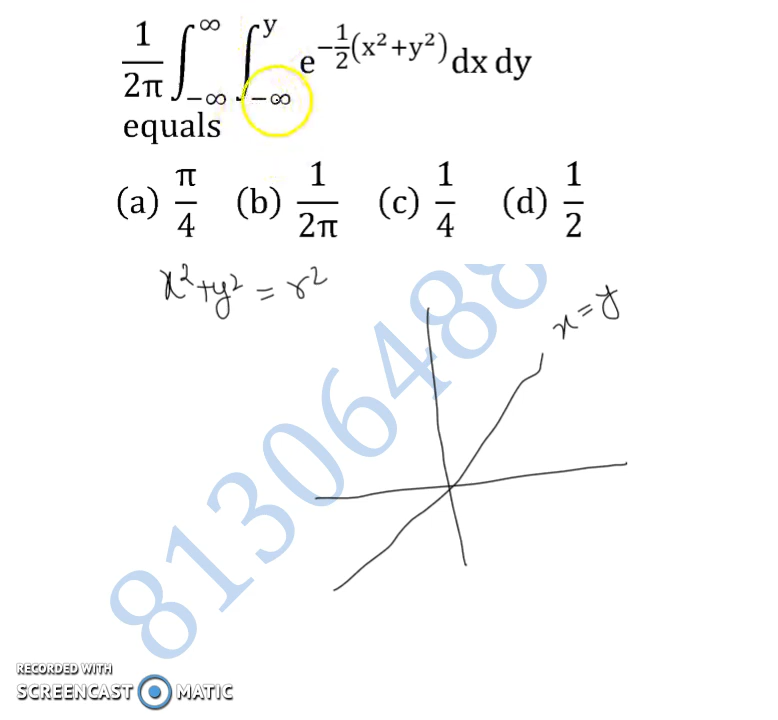 1/2π ∫_{−∞}^{∞} ∫_{−∞}^{y} e^{−1/2(x²+y²)} dx dy
equals
(a) π/4 (b) 1/2π (c) 1/4 (d) 1/2
x²+y² = r²
x=y
81306488
RECORDED WITH
SCREENCAST MATIC